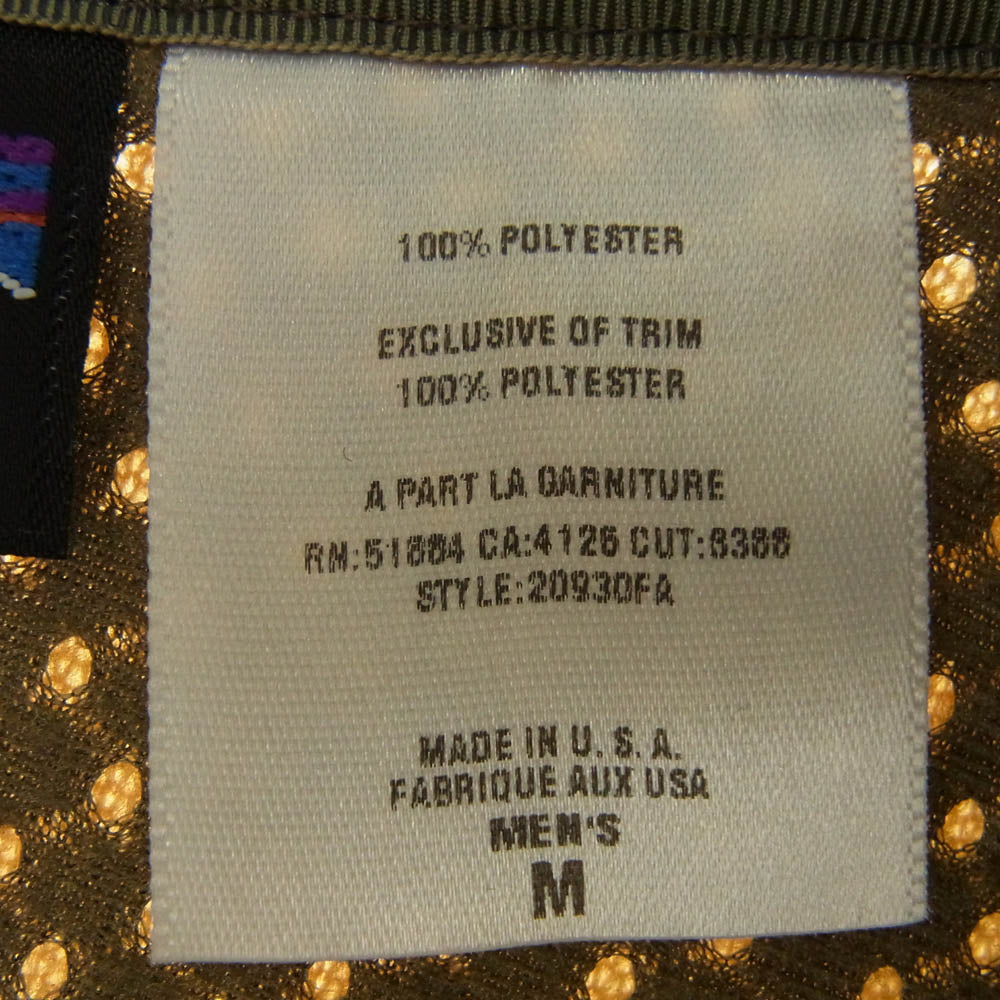 100% POLYESTER
EXCLUSIVE OF TRIM
100% POLYESTER
A PART LA GARNITURE
RN:51884 CA:4126 CUT:8388
STYLE:20930FA
MADE IN U.S.A.
FABRIQUE AUX USA
MEN'S
M